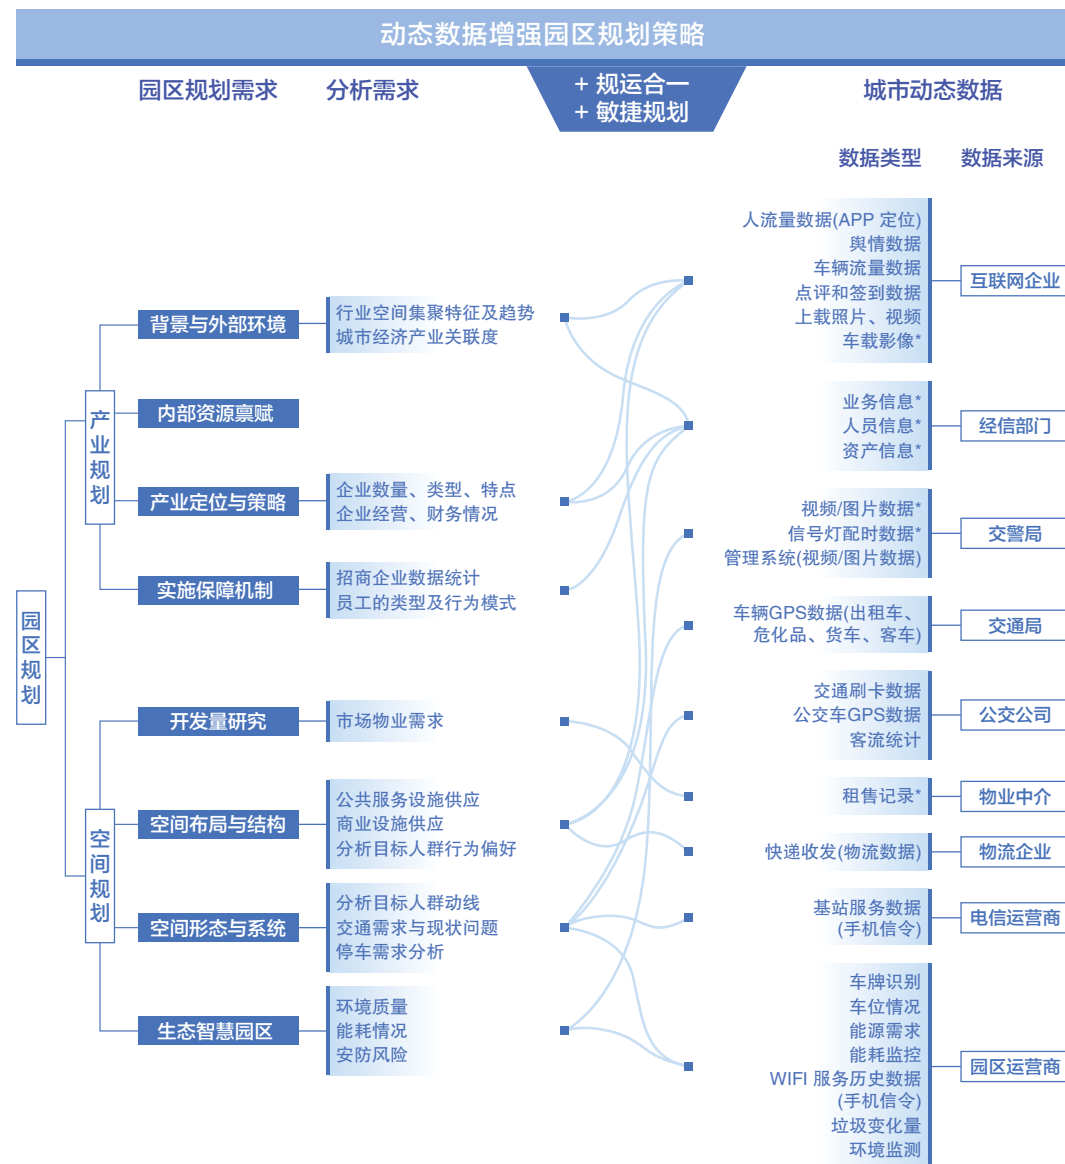 动态数据增强园区规划策略
园区规划需求
分析需求
+ 规运合一
+ 敏捷规划
城市动态数据
数据类型
数据来源
园区规划
产业规划
背景与外部环境
行业空间集聚特征及趋势
城市经济产业关联度
内部资源禀赋
产业定位与策略
企业数量、类型、特点
企业经营、财务情况
实施保障机制
招商企业数据统计
员工的类型及行为模式
空间规划
开发量研究
市场物业需求
空间布局与结构
公共服务设施供应
商业设施供应
分析目标人群行为偏好
空间形态与系统
分析目标人群动线
交通需求与现状问题
停车需求分析
生态智慧园区
环境质量
能耗情况
安防风险
人流量数据(APP 定位)
舆情数据
车辆流量数据
点评和签到数据
上载照片、视频
车载影像*
互联网企业
业务信息*
人员信息*
资产信息*
经信部门
视频/图片数据*
信号灯配时数据*
管理系统(视频/图片数据)
交警局
车辆GPS数据(出租车、
危化品、货车、客车)
交通局
交通刷卡数据
公交车GPS数据
客流统计
公交公司
租售记录*
物业中介
快递收发(物流数据)
物流企业
基站服务数据
(手机信令)
电信运营商
车牌识别
车位情况
能源需求
能耗监控
WIFI 服务历史数据
(手机信令)
垃圾变化量
环境监测
园区运营商